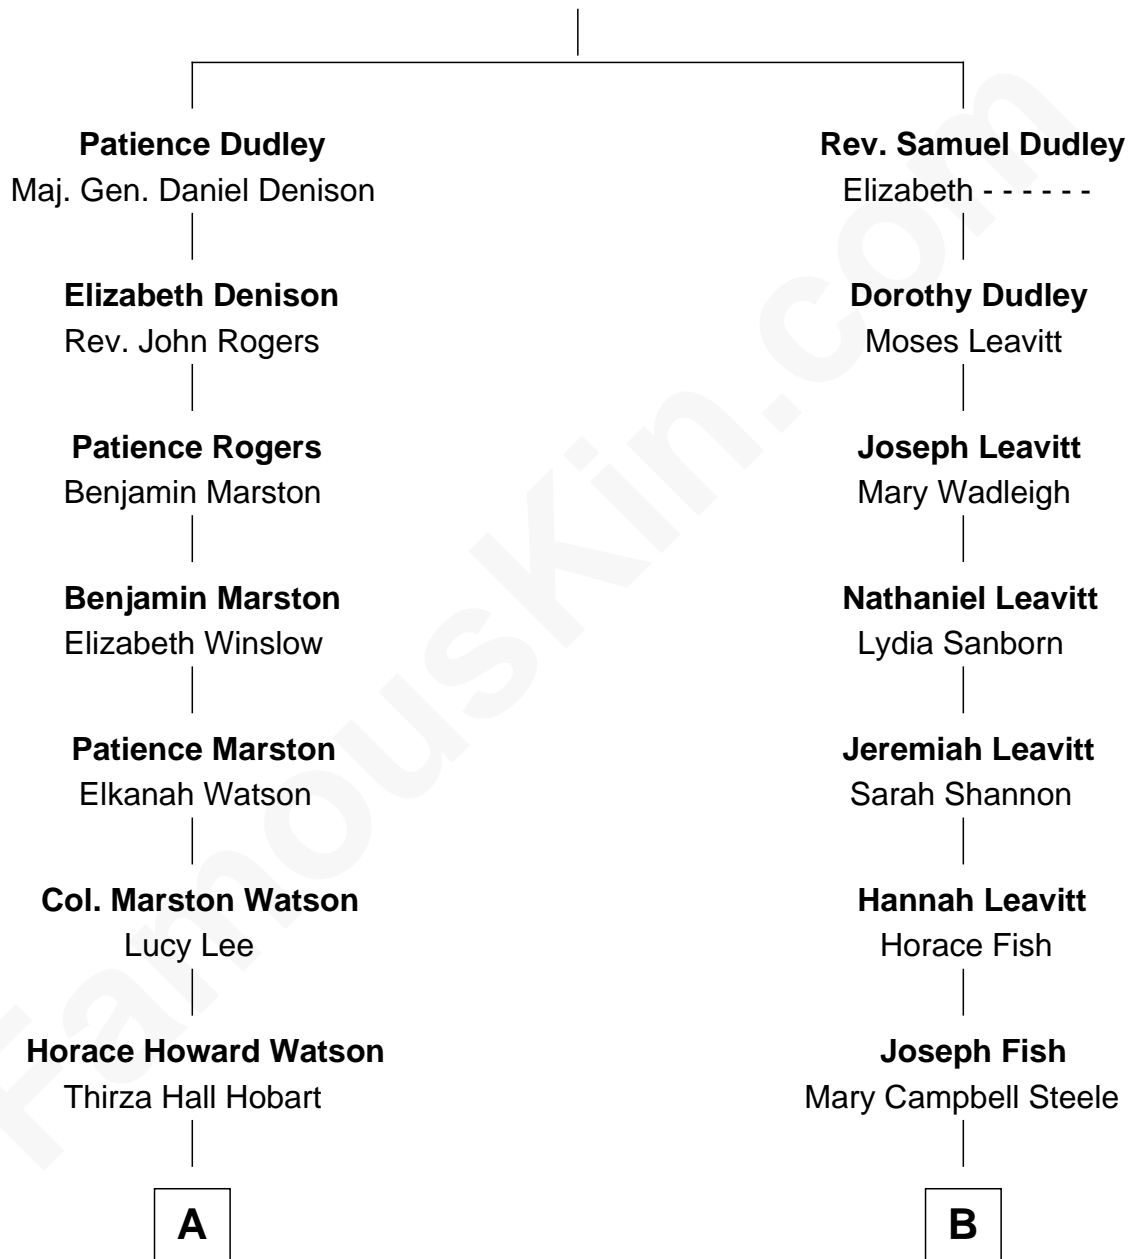 Patience Dudley
Maj. Gen. Daniel Denison
Rev. Samuel Dudley
Elizabeth - - - - - -
Elizabeth Denison
Rev. John Rogers
Dorothy Dudley
Moses Leavitt
Patience Rogers
Benjamin Marston
Joseph Leavitt
Mary Wadleigh
Benjamin Marston
Elizabeth Winslow
Nathaniel Leavitt
Lydia Sanborn
Patience Marston
Elkanah Watson
Jeremiah Leavitt
Sarah Shannon
Col. Marston Watson
Lucy Lee
Hannah Leavitt
Horace Fish
Horace Howard Watson
Thirza Hall Hobart
Joseph Fish
Mary Campbell Steele
A
B
FamousKin.com